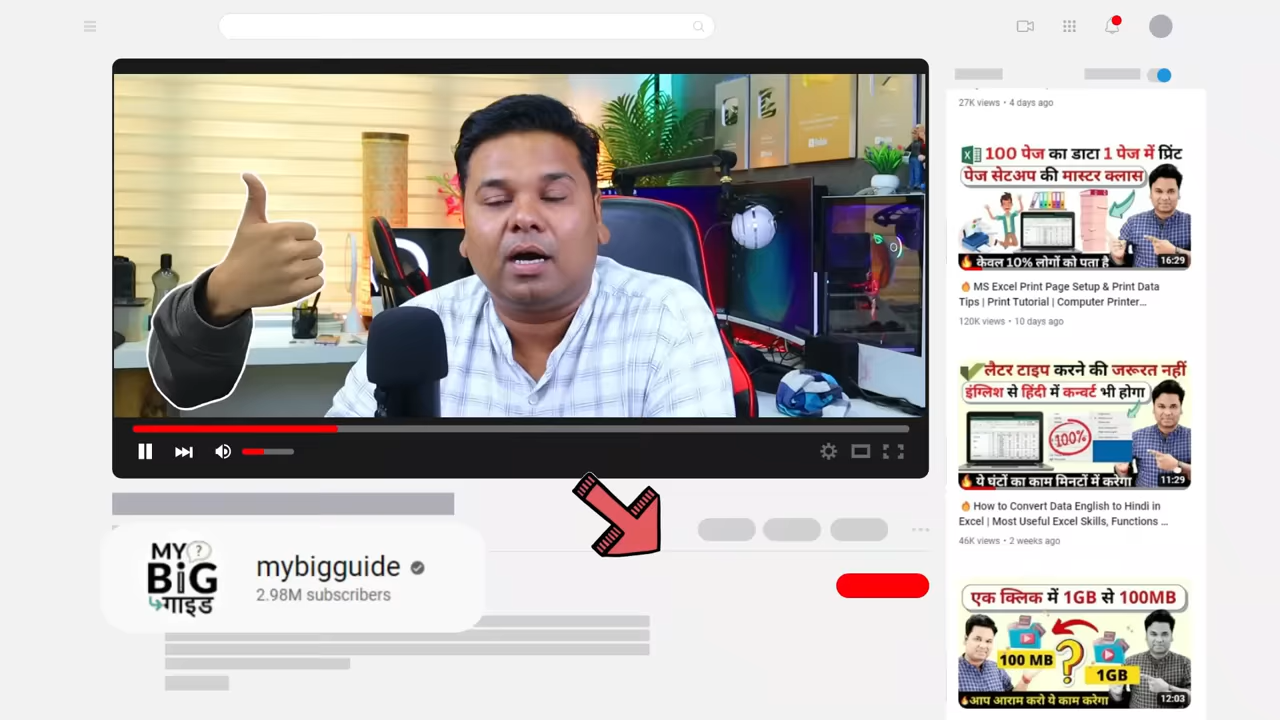 27K views • 4 days ago
100 पेज का डाटा 1 पेज में प्रिंट
पेज सेटअप की मास्टर क्लास
🔥 केवल 10% लोगों को पता है
16:29
🔥 MS Excel Print Page Setup & Print Data
Tips | Print Tutorial | Computer Printer...
120K views • 10 days ago
लैटर टाइप करने की जरूरत नहीं
इंग्लिश से हिंदी में कन्वर्ट भी होगा
100%
🔥 ये घंटों का काम मिनटों में करेगा
11:29
🔥 How to Convert Data English to Hindi in
Excel | Most Useful Excel Skills, Functions ...
46K views • 2 weeks ago
एक क्लिक में 1GB से 100MB
100 MB
1GB
🔥आप आराम करो ये काम करेगा
12:03
MY
BiG
गाइड
mybigguide
2.98M subscribers